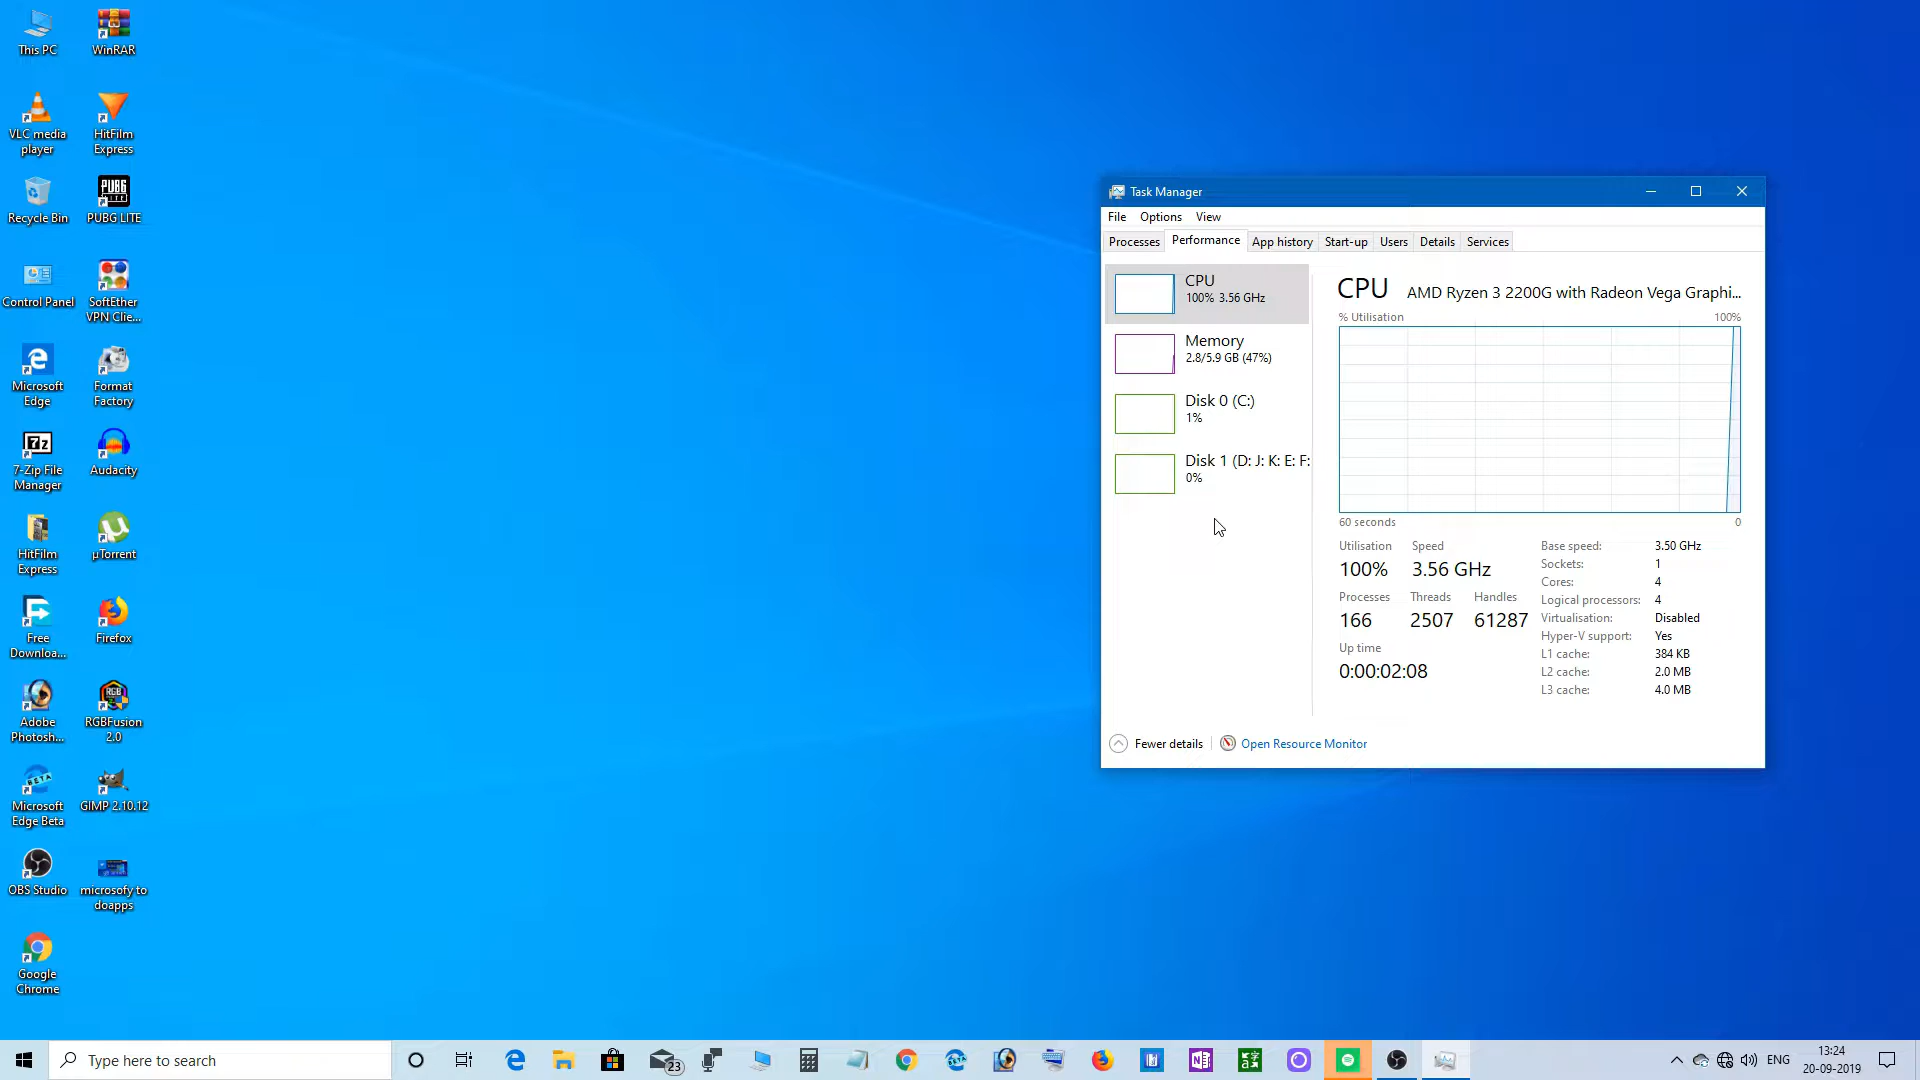 This PC
WinRAR
VLC media
player
HitFilm
Express
Recycle Bin
PUBG
LITE
PUBG LITE
Control Panel
SoftEther
VPN Clie...
Microsoft
Edge
Format
Factory
7z
7-Zip File
Manager
Audacity
HitFilm
Express
µTorrent
Free
Downloa...
Firefox
Adobe
Photosh...
RGB
RGBFusion
2.0
BETA
Microsoft
Edge Beta
GIMP 2.10.12
OBS Studio
microsofy to
doapps
Google
Chrome
Task Manager
File Options View
Processes Performance App history Start-up Users Details Services
CPU
100% 3.56 GHz
Memory
2.8/5.9 GB (47%)
Disk 0 (C:)
1%
Disk 1 (D: J: K: E: F:
0%
CPU AMD Ryzen 3 2200G with Radeon Vega Graphi...
% Utilisation 100%
60 seconds 0
Utilisation Speed
100% 3.56 GHz
Processes Threads Handles
166 2507 61287
Up time
0:00:02:08
Base speed: 3.50 GHz
Sockets: 1
Cores: 4
Logical processors: 4
Virtualisation: Disabled
Hyper-V support: Yes
L1 cache: 384 KB
L2 cache: 2.0 MB
L3 cache: 4.0 MB
Fewer details Open Resource Monitor
Type here to search
23
BETA
ENG
13:24
20-09-2019